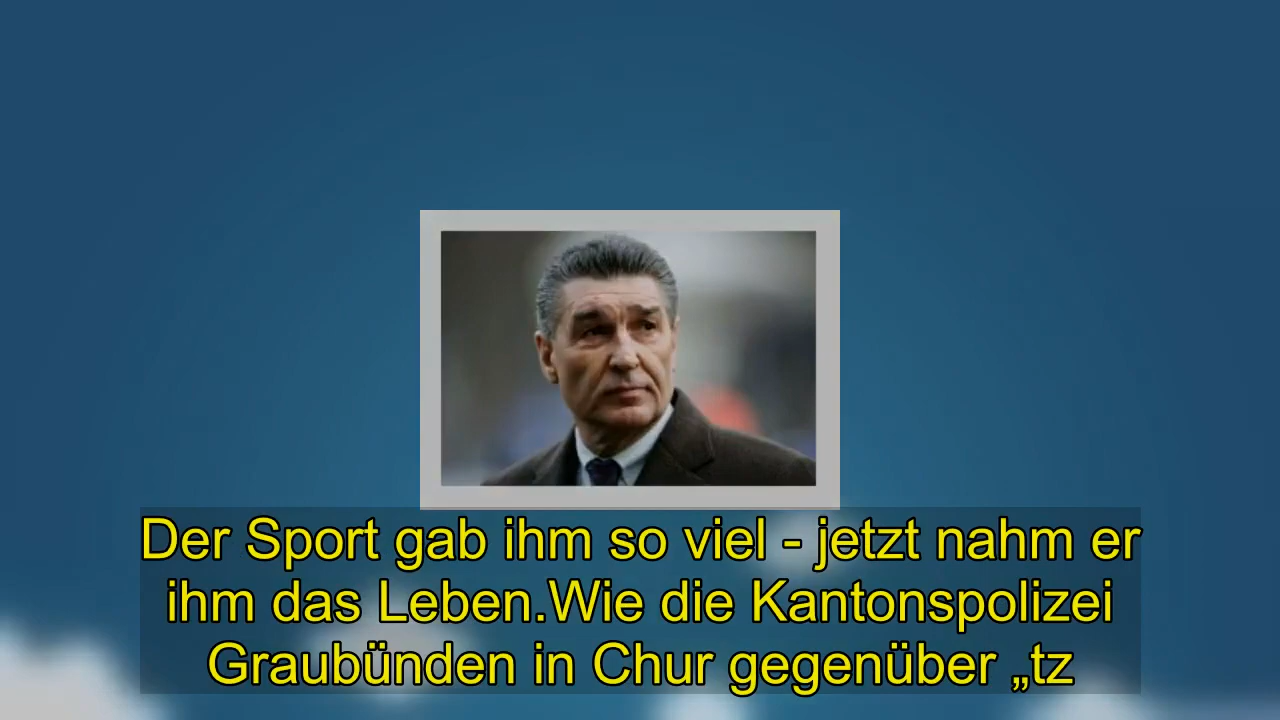 Der Sport gab ihm so viel - jetzt nahm er
ihm das Leben.Wie die Kantonspolizei
Graubünden in Chur gegenüber „tz